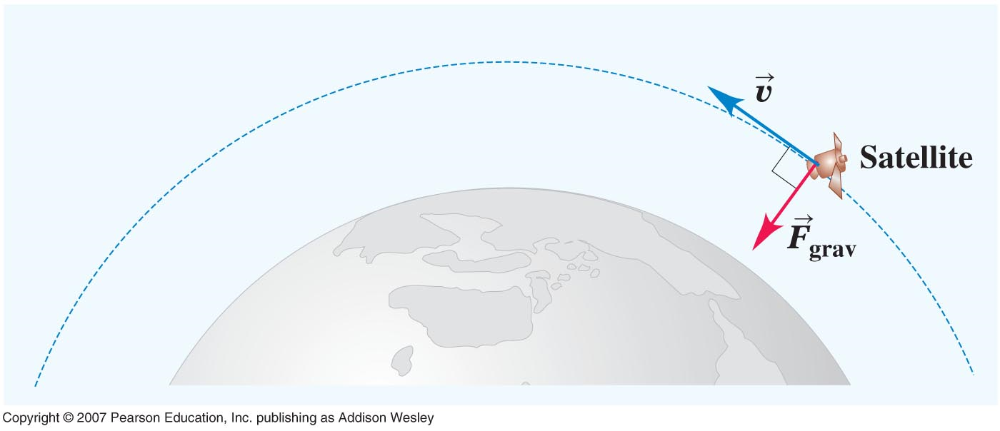 v⃗
Satellite
F⃗grav
Copyright © 2007 Pearson Education, Inc. publishing as Addison Wesley